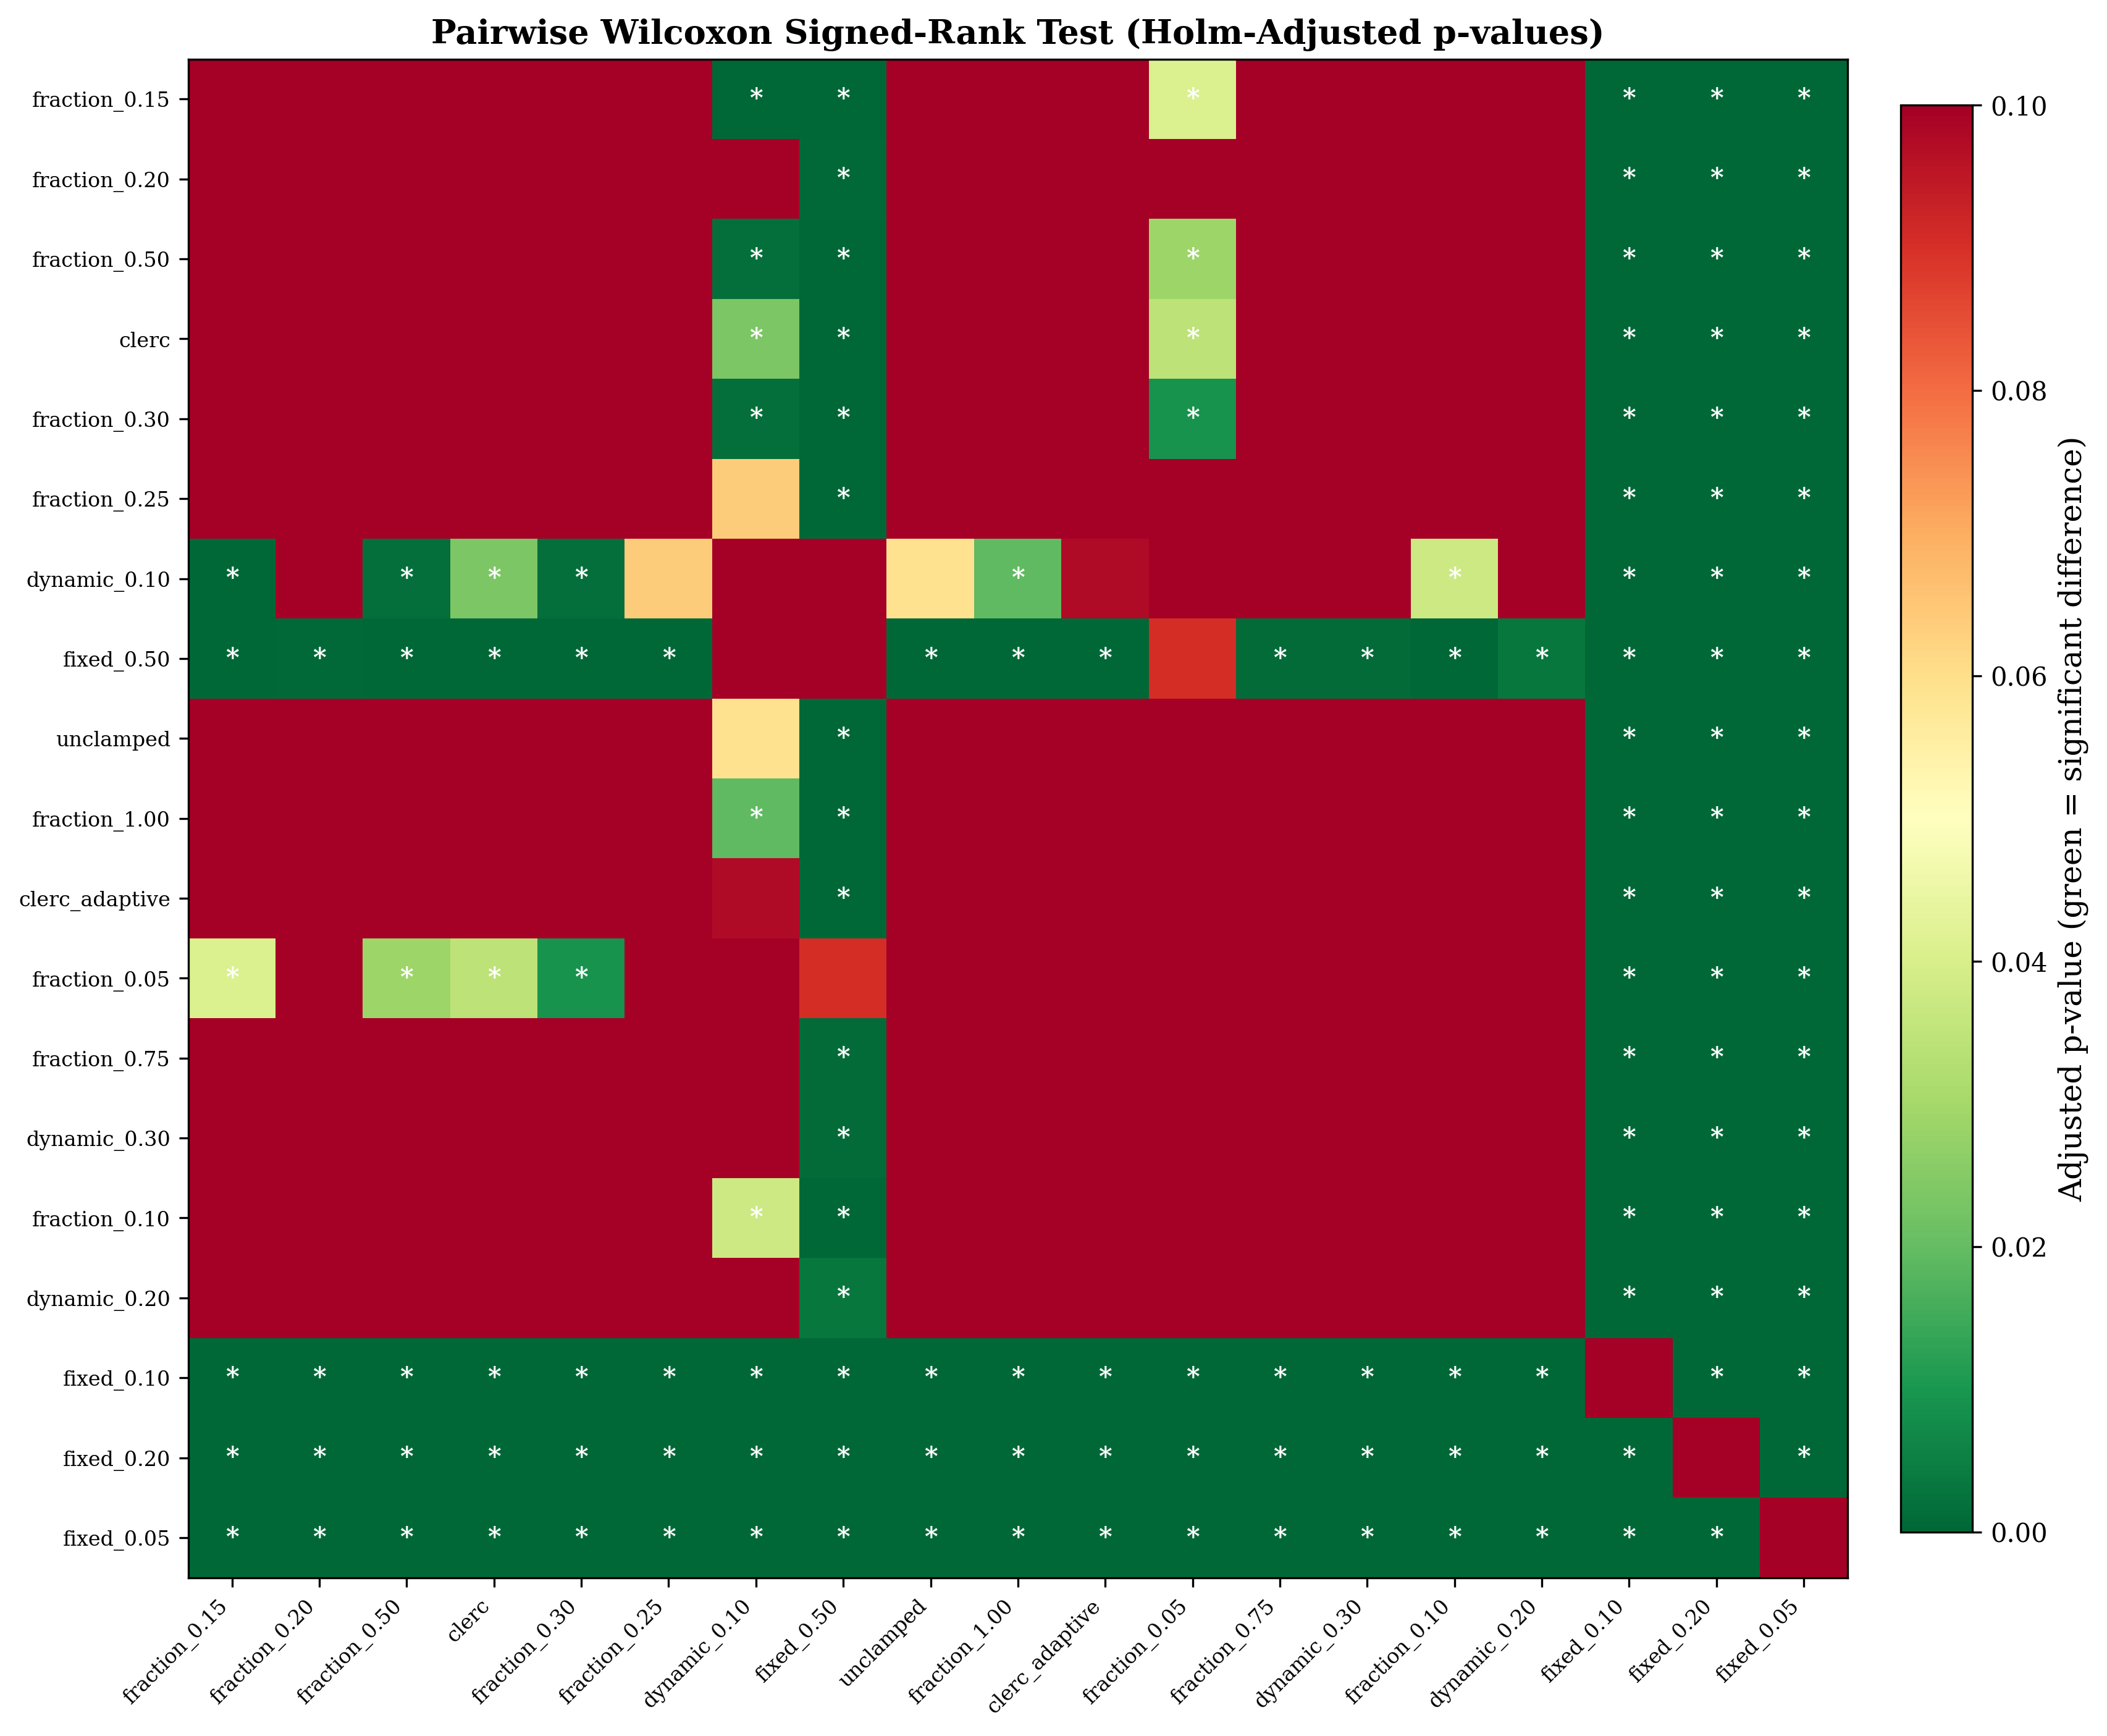 Pairwise Wilcoxon Signed-Rank Test (Holm-Adjusted p-values)
fraction_0.15 * * * * * *
fraction_0.20 * * * *
fraction_0.50 * * * * * *
clerc * * * * * *
fraction_0.30 * * * * * *
fraction_0.25 * * * *
dynamic_0.10 * * * * * * * * *
fixed_0.50 * * * * * * * * * * * * * * * *
unclamped * * * *
fraction_1.00 * * * * *
clerc_adaptive * * * *
fraction_0.05 * * * * * * *
fraction_0.75 * * * *
dynamic_0.30 * * * *
fraction_0.10 * * * * *
dynamic_0.20 * * * *
fixed_0.10 * * * * * * * * * * * * * * * * * *
fixed_0.20 * * * * * * * * * * * * * * * * * *
fixed_0.05 * * * * * * * * * * * * * * * * * *
fraction_0.15
fraction_0.20
fraction_0.50
clerc
fraction_0.30
fraction_0.25
dynamic_0.10
fixed_0.50
unclamped
fraction_1.00
clerc_adaptive
fraction_0.05
fraction_0.75
dynamic_0.30
fraction_0.10
dynamic_0.20
fixed_0.10
fixed_0.20
fixed_0.05
0.10
0.08
0.06
0.04
0.02
0.00
Adjusted p-value (green = significant difference)